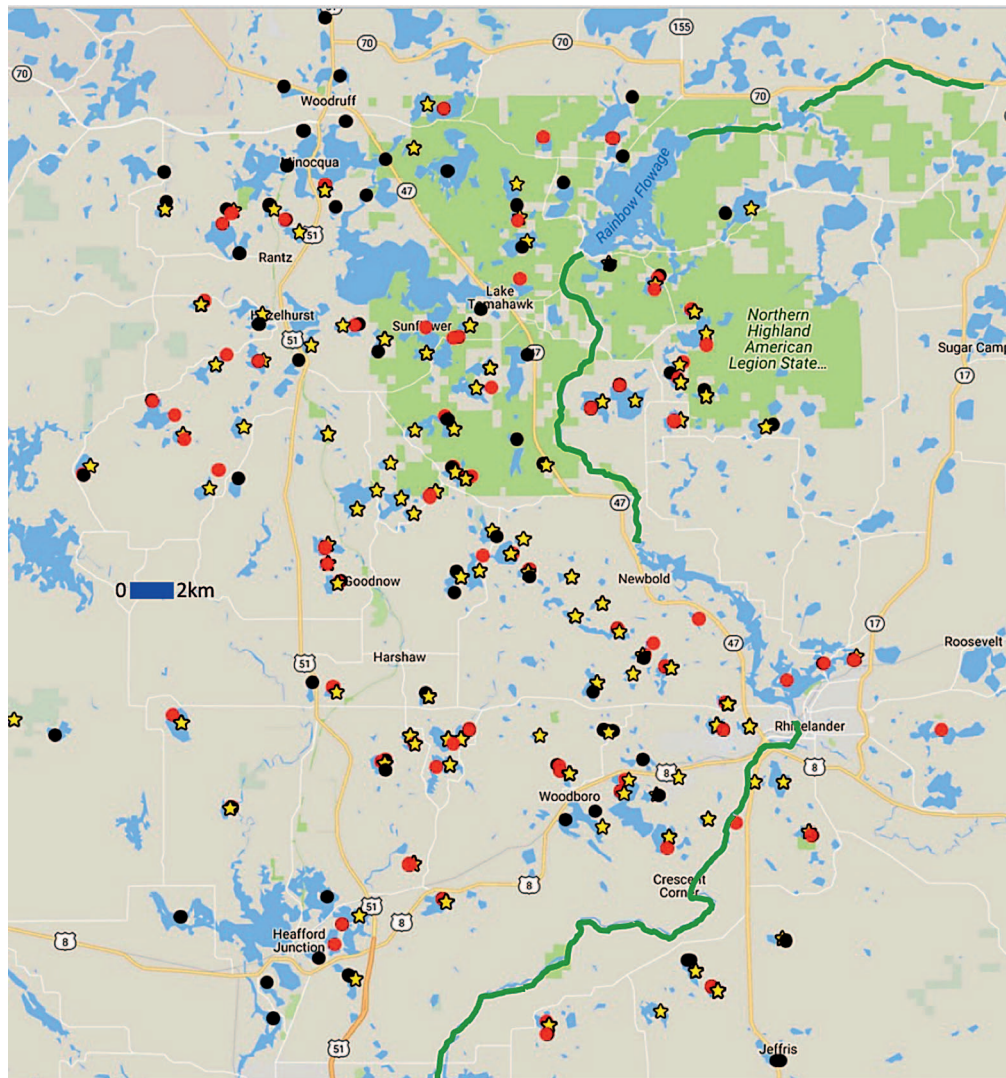 51
155
70
70
70
70
Woodruff
Minocqua
47
51
Rantz
Rainbow Flowage
Lake
Tomahawk
Hazelhurst
Sunflower
51
47
Northern
Highland
American
Legion State...
Sugar Camp
17
47
0 2km
Goodnow
Newbold
17
47
Roosevelt
Harshaw
51
Rhinelander
8
8
Woodboro
8
Crescent
Corner
51
8
8
Heafford
Junction
51
Jeffris